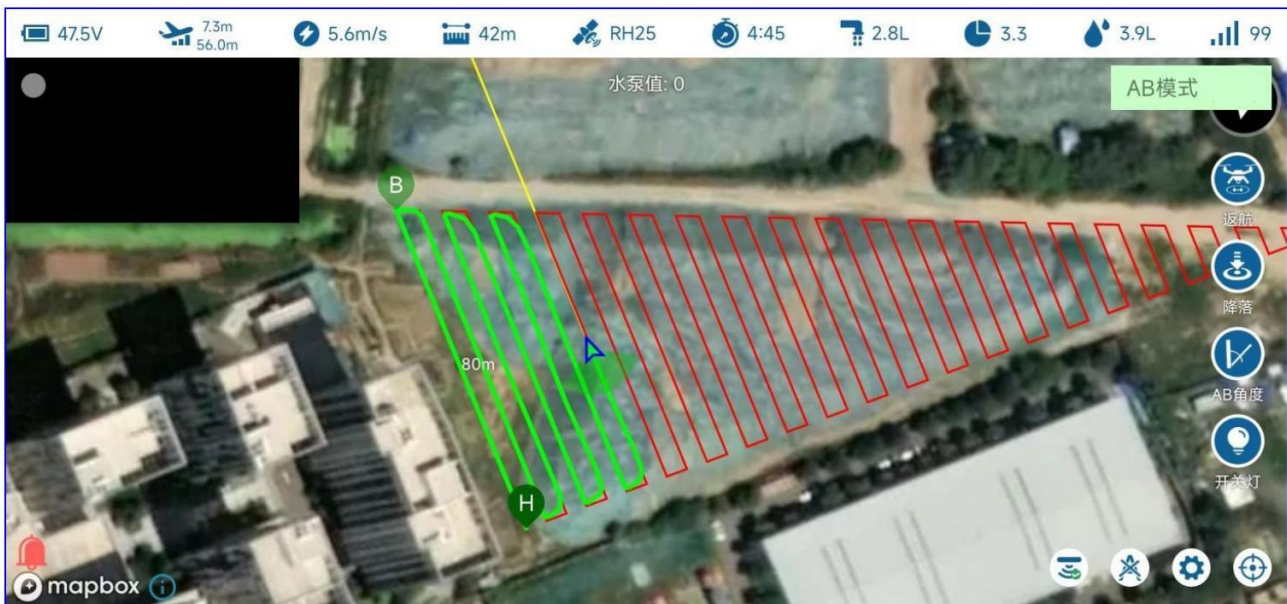 47.5V
7.3m
56.0m
5.6m/s
42m
RH25
4:45
2.8L
3.3
3.9L
99
水泵值: 0
AB模式
B
返航
降落
80m
AB角度
H
开关灯
mapbox